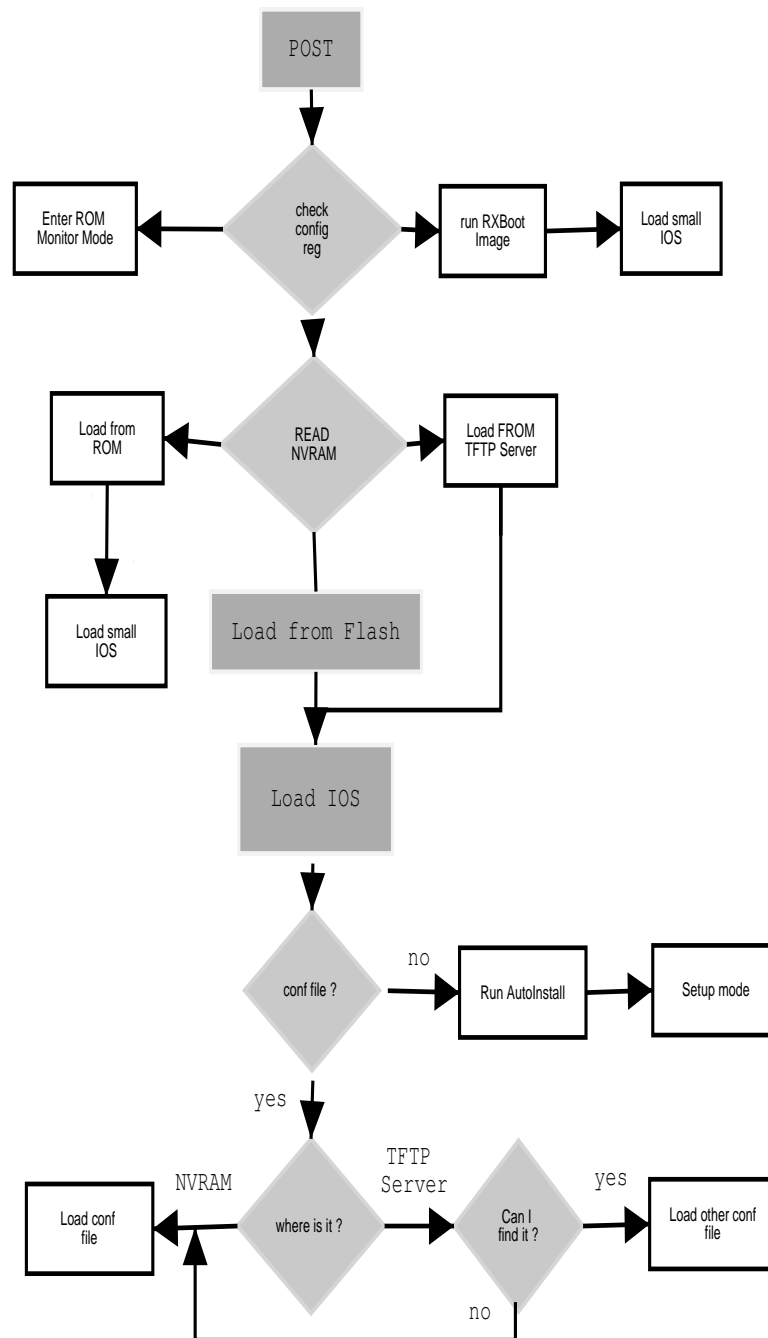 POST
check
config
reg
Enter ROM
Monitor Mode
run RXBoot
Image
Load small
IOS
READ
NVRAM
Load from
ROM
Load FROM
TFTP Server
Load small
IOS
Load from Flash
Load IOS
conf file ?
no
Run AutoInstall
Setup mode
yes
where is it ?
NVRAM
Load conf
file
TFTP
Server
Can I
find it ?
yes
Load other conf
file
no